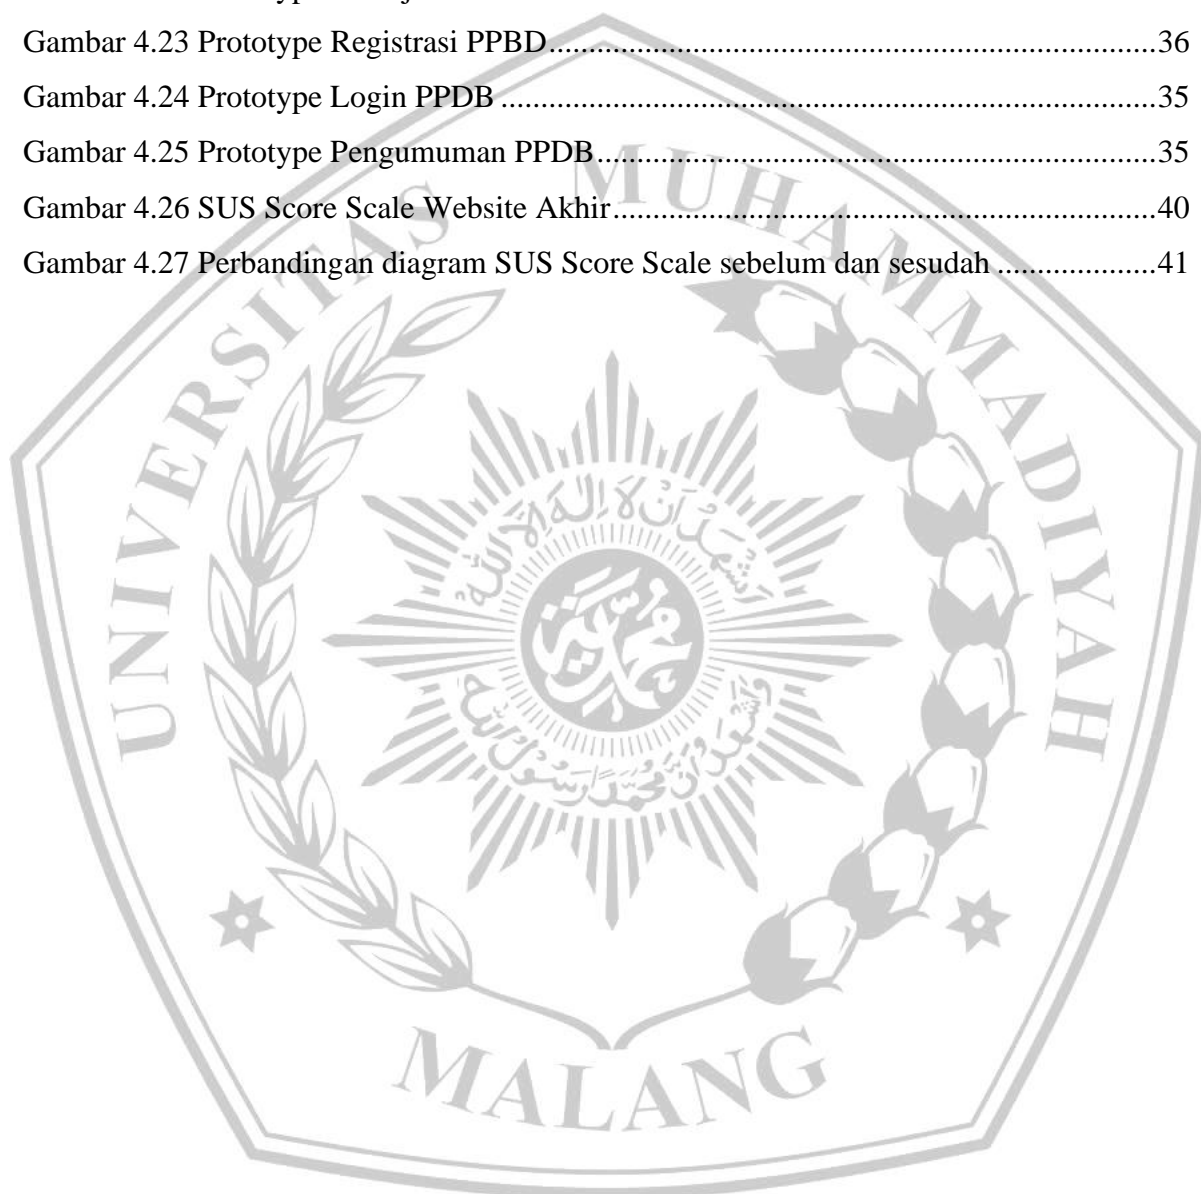 Gambar 4.23 Prototype Registrasi PPBD..........................................................................36
Gambar 4.24 Prototype Login PPDB................................................................................35
Gambar 4.25 Prototype Pengumuman PPDB....................................................................35
Gambar 4.26 SUS Score Scale Website Akhir..................................................................40
Gambar 4.27 Perbandingan diagram SUS Score Scale sebelum dan sesudah...................41
UNIVERSITAS MUHAMMADIYAH
MALANG